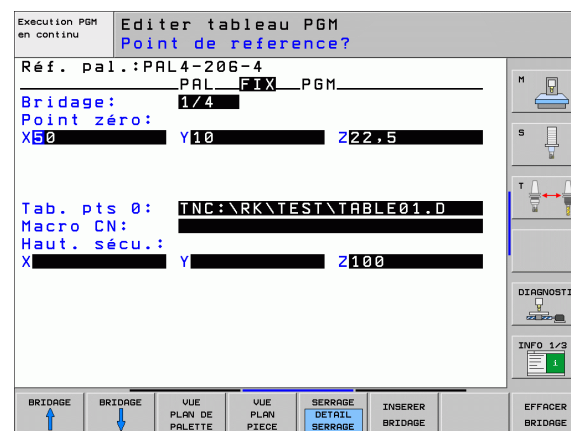 Execution PGM
en continu
Editer tableau PGM
Point de reference?
Réf. pal.:PAL4-206-4
PAL FIX PGM
Bridage: 1/4
Point zéro:
X50 Y10 Z22,5
Tab. pts 0: TNC:\RK\TEST\TABLE01.D
Macro CN:
Haut. sécu.:
X Y Z100
M
S
T
DIAGNOSTI
INFO 1/3
BRIDAGE
BRIDAGE
VUE
PLAN DE
PALETTE
VUE
PLAN
PIECE
SERRAGE
DETAIL
SERRAGE
INSERER
BRIDAGE
EFFACER
BRIDAGE